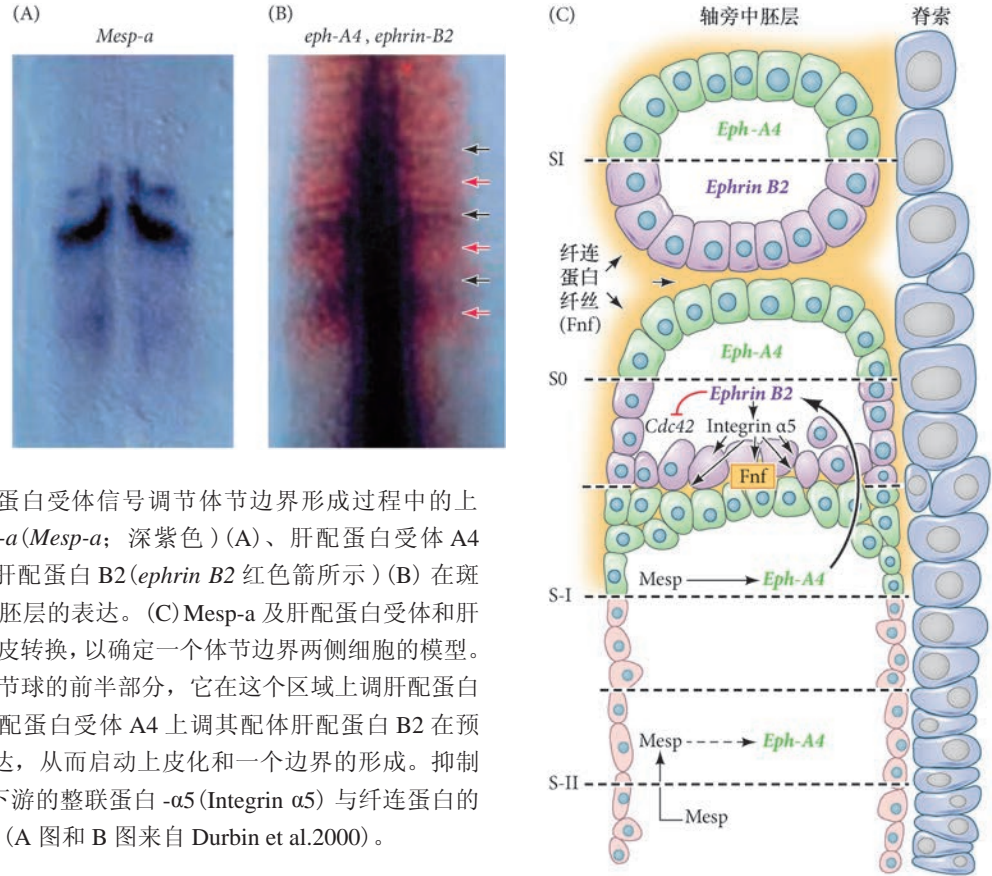 (A)
Mesp-a
(B)
eph-A4 , ephrin-B2
(C)
轴旁中胚层
脊索
Eph-A4
SI
Ephrin B2
纤连
蛋白
纤丝
(Fnf)
Eph-A4
S0
Ephrin B2
Cdc42
Integrin α5
Fnf
Mesp
Eph-A4
S-I
Mesp
Eph-A4
S-II
Mesp
蛋白受体信号调节体节边界形成过程中的上
-a(Mesp-a；深紫色)(A)、肝配蛋白受体 A4
肝配蛋白 B2(ephrin B2 红色箭所示)(B) 在斑
胚层的表达。(C)Mesp-a 及肝配蛋白受体和肝
皮转换，以确定一个体节边界两侧细胞的模型。
节球的前半部分，它在这个区域上调肝配蛋白
配蛋白受体 A4 上调其配体肝配蛋白 B2 在预
达，从而启动上皮化和一个边界的形成。抑制
下游的整联蛋白 -α5(Integrin α5) 与纤连蛋白的
(A 图和 B 图来自 Durbin et al.2000)。